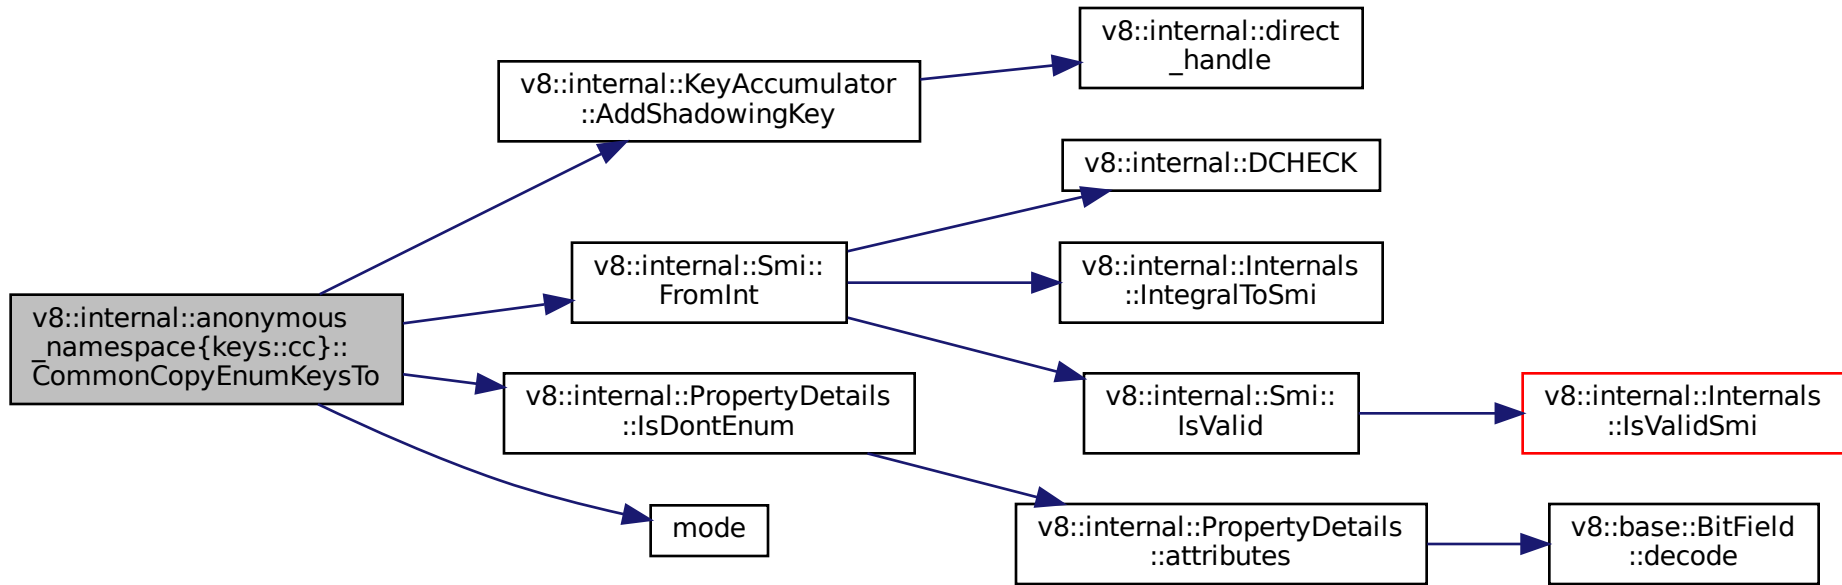 v8::internal::anonymous
_namespace{keys::cc}::
CommonCopyEnumKeysTo
v8::internal::KeyAccumulator
::AddShadowingKey
v8::internal::direct
_handle
v8::internal::Smi::
FromInt
v8::internal::DCHECK
v8::internal::Internals
::IntegralToSmi
v8::internal::Smi::
IsValid
v8::internal::Internals
::IsValidSmi
v8::internal::PropertyDetails
::IsDontEnum
v8::internal::PropertyDetails
::attributes
v8::base::BitField
::decode
mode